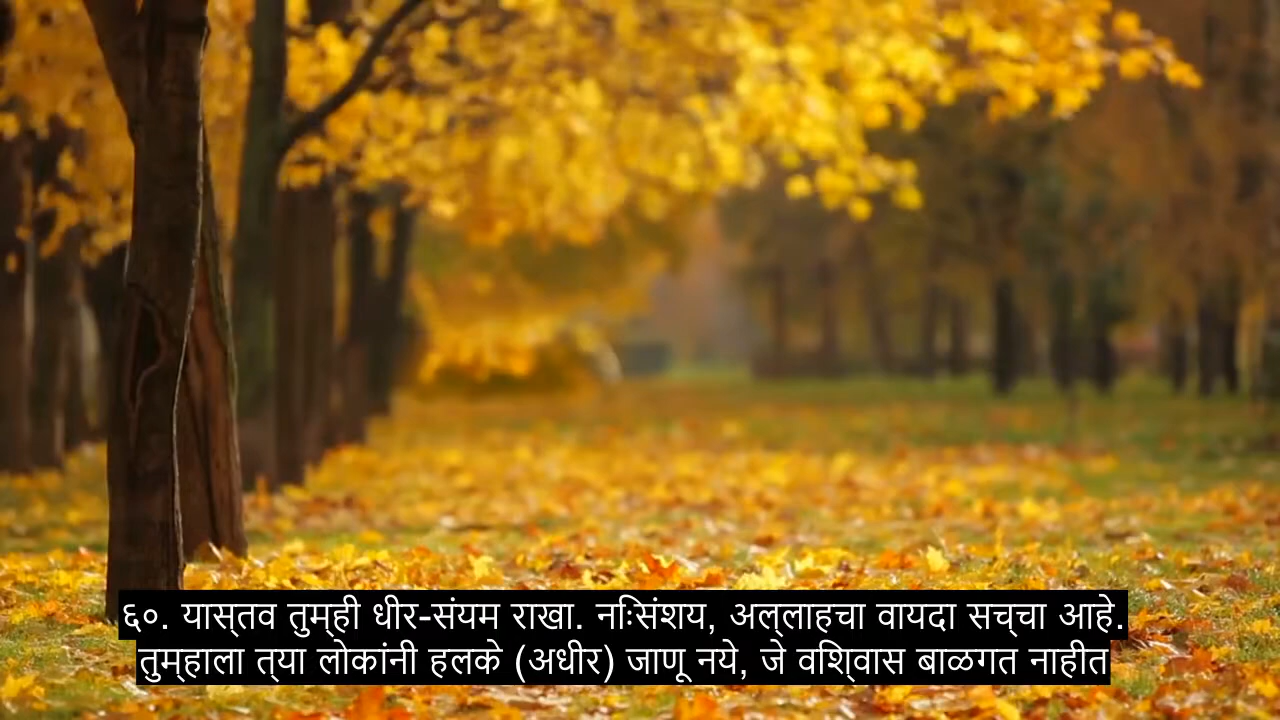 ६०. यास्तव तुम्ही धीर-संयम राखा. निःसंशय, अल्लाहचा वायदा सच्चा आहे.
तुम्हाला त्या लोकांनी हलके (अधीर) जाणू नये, जे विश्वास बाळगत नाहीत